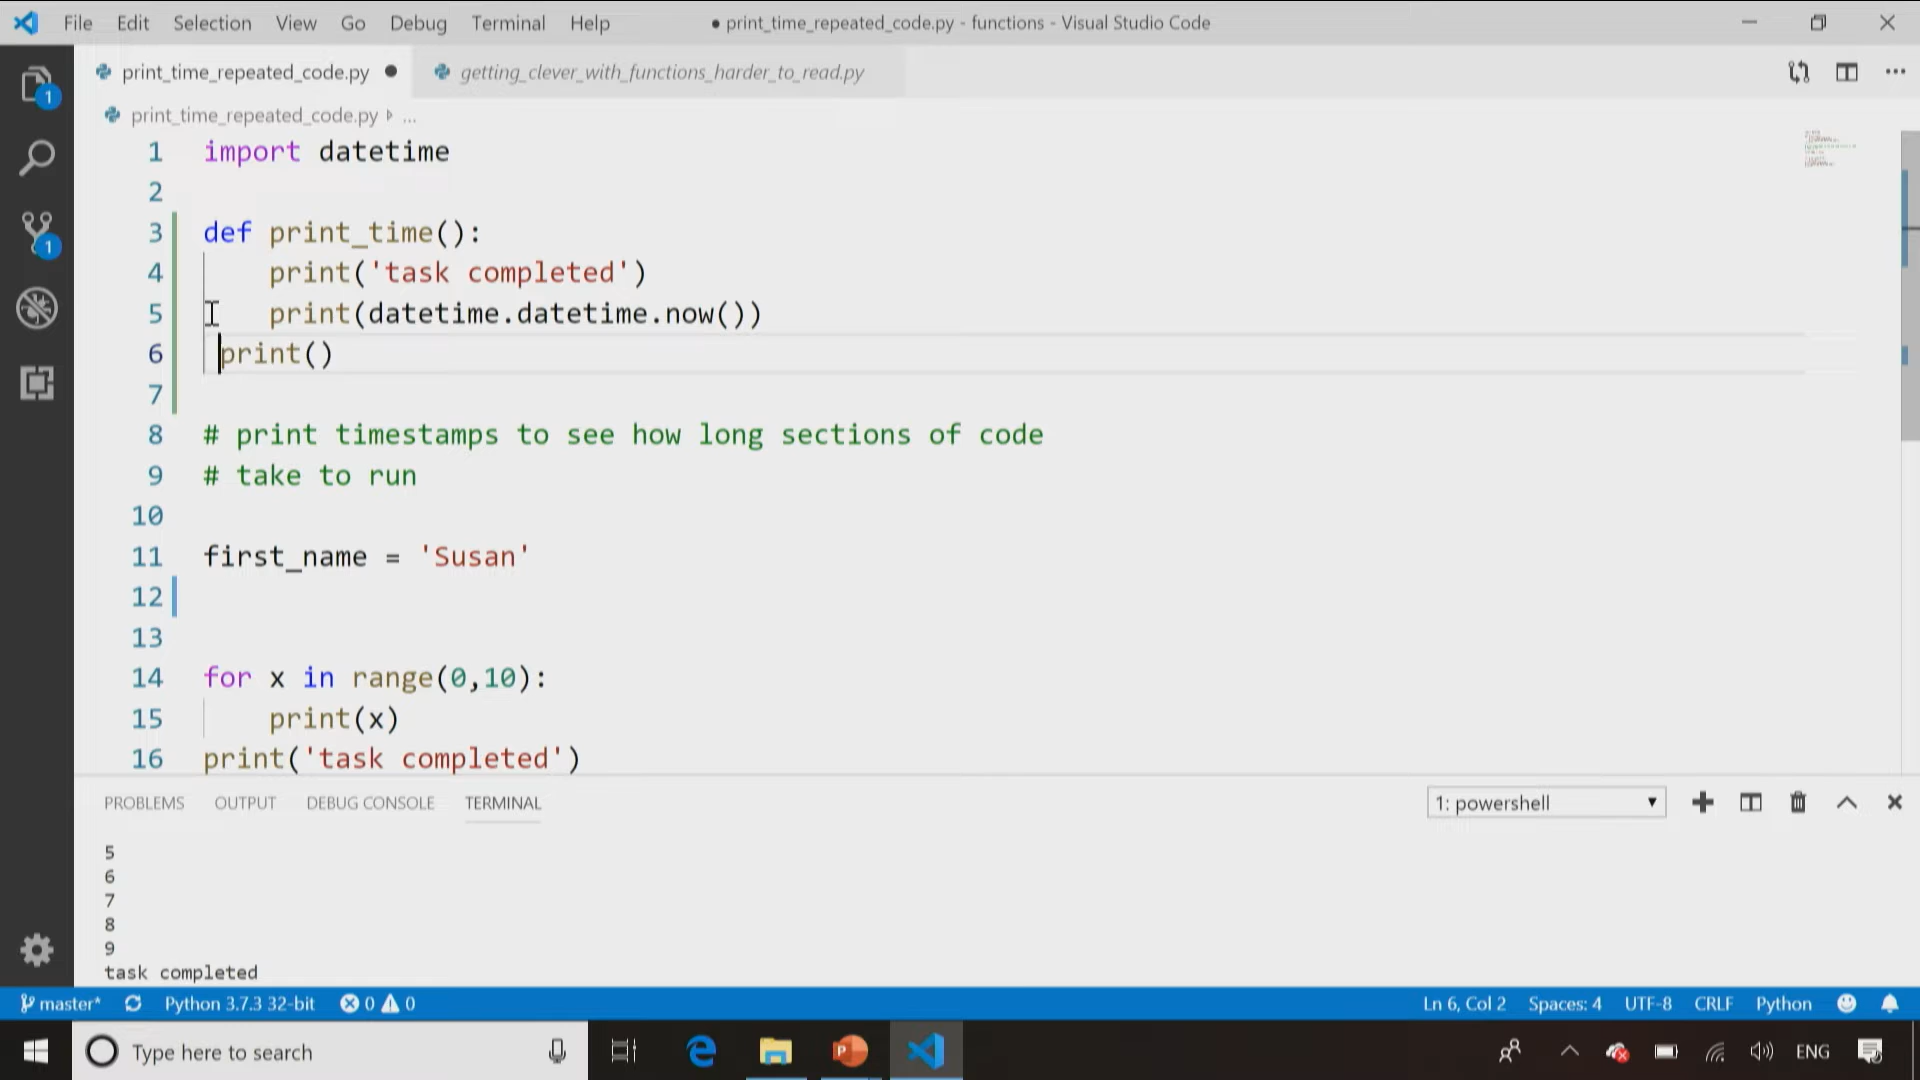 File Edit Selection View Go Debug Terminal Help ● print_time_repeated_code.py - functions - Visual Studio Code
print_time_repeated_code.py ● getting_clever_with_functions_harder_to_read.py
print_time_repeated_code.py ▷ ...
1 import datetime
2
3 def print_time():
4     print('task completed')
5     print(datetime.datetime.now())
6  print()
7
8 # print timestamps to see how long sections of code
9 # take to run
10
11 first_name = 'Susan'
12
13
14 for x in range(0,10):
15     print(x)
16 print('task completed')
PROBLEMS OUTPUT DEBUG CONSOLE TERMINAL 1: powershell
5
6
7
8
9
task completed
master* Python 3.7.3 32-bit 0 0 Ln 6, Col 2 Spaces: 4 UTF-8 CRLF Python
Type here to search ENG
1
1